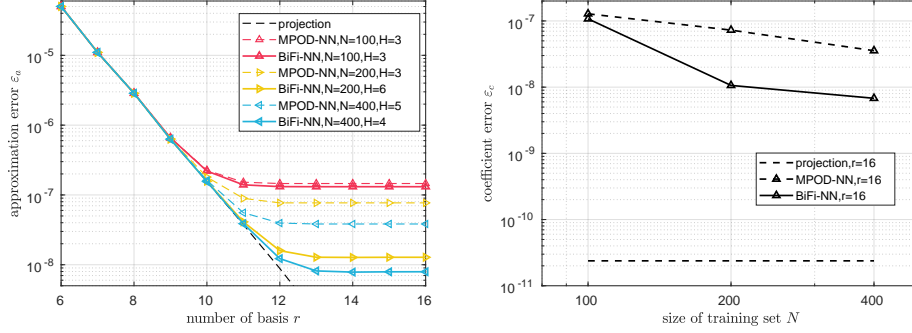 approximation error εₐ
10⁻⁵
10⁻⁶
10⁻⁷
10⁻⁸
projection
MPOD-NN,N=100,H=3
BiFi-NN,N=100,H=3
MPOD-NN,N=200,H=3
BiFi-NN,N=200,H=6
MPOD-NN,N=400,H=5
BiFi-NN,N=400,H=4
6 8 10 12 14 16
number of basis r
coefficient error ε꜀
10⁻⁷
10⁻⁸
10⁻⁹
10⁻¹⁰
10⁻¹¹
projection,r=16
MPOD-NN,r=16
BiFi-NN,r=16
100 200 400
size of training set N